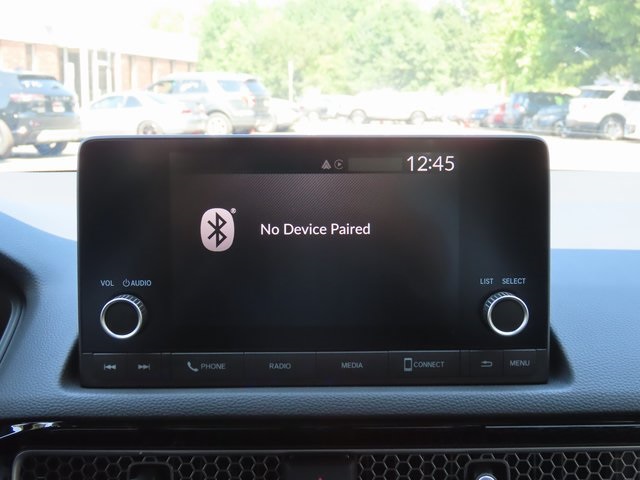 12:45
®
No Device Paired
VOL AUDIO
LIST SELECT
PHONE RADIO MEDIA CONNECT MENU